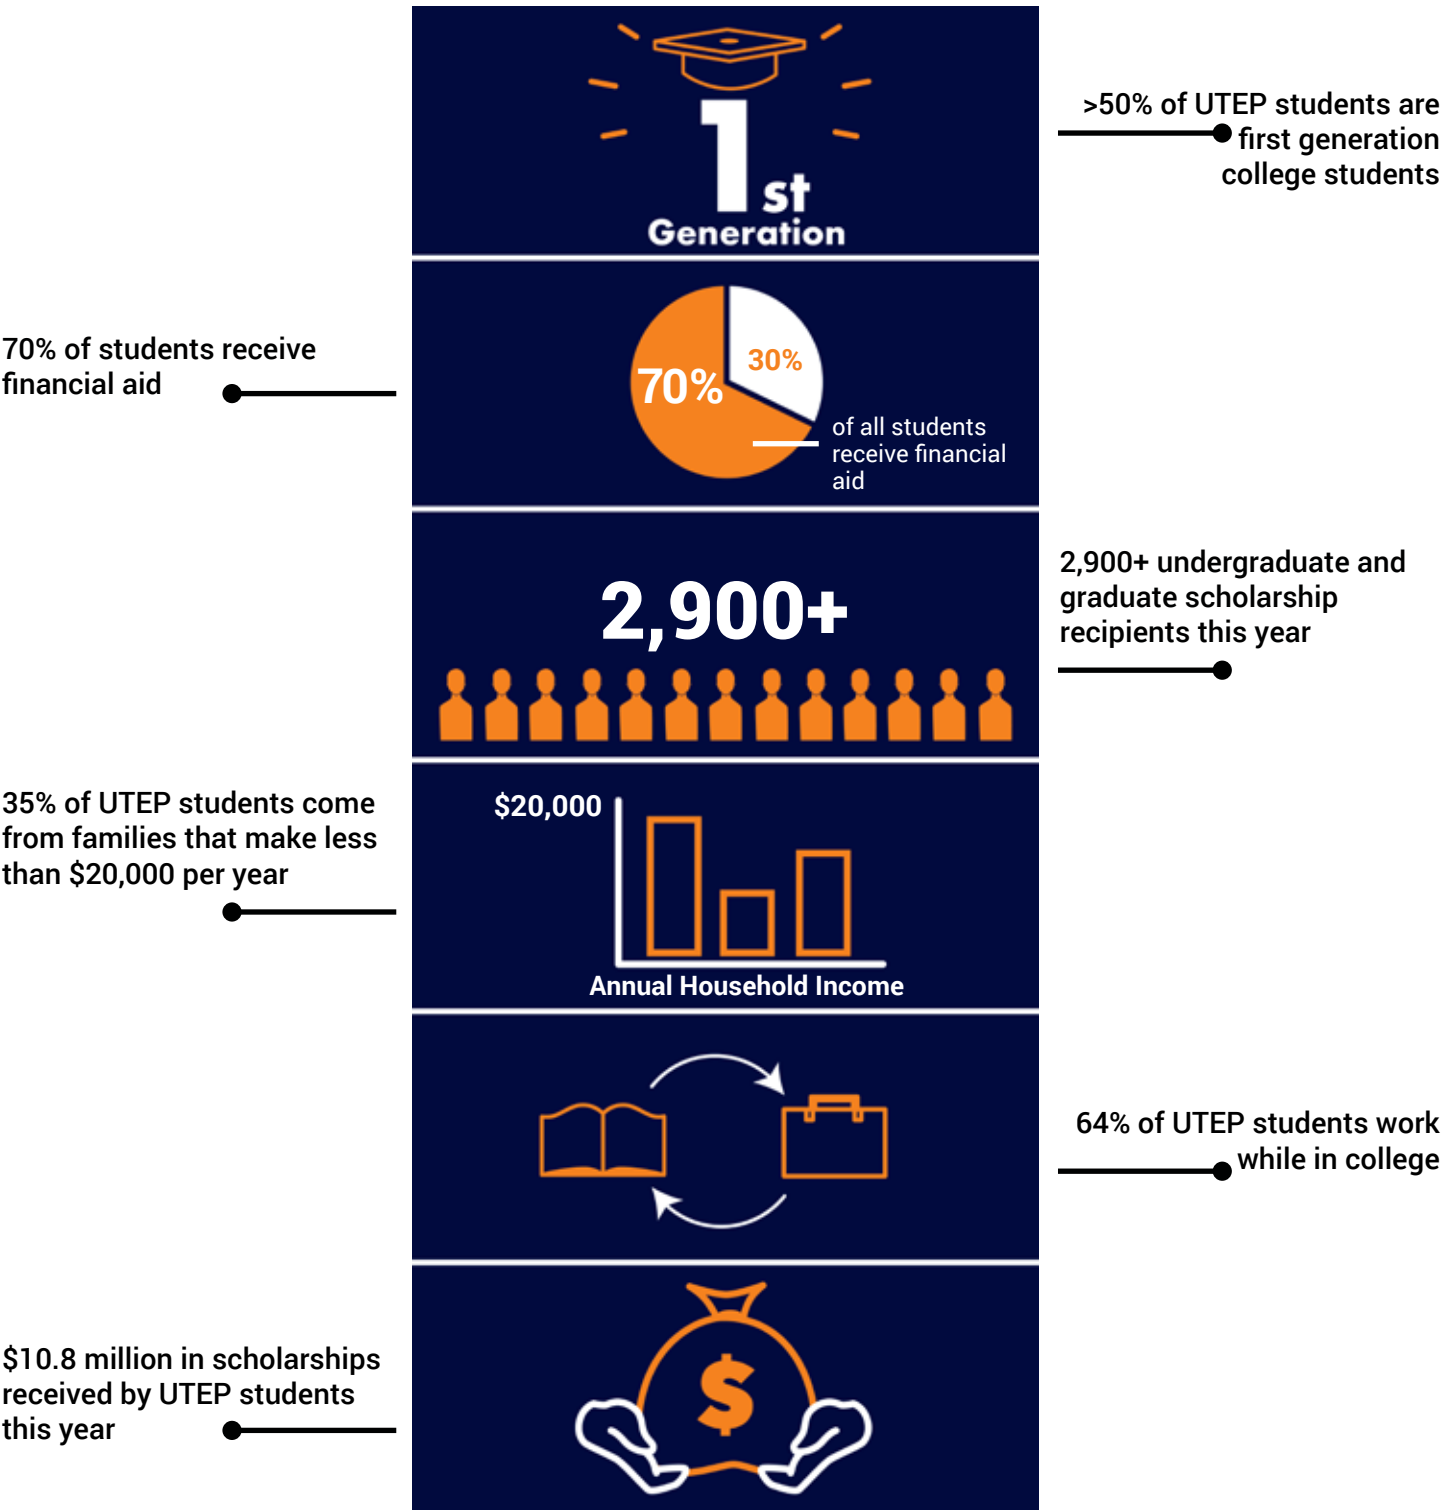 1
st
Generation
>50% of UTEP students are
first generation
college students
70% of students receive
financial aid
70%
30%
of all students
receive financial
aid
2,900+
2,900+ undergraduate and
graduate scholarship
recipients this year
35% of UTEP students come
from families that make less
than $20,000 per year
$20,000
Annual Household Income
64% of UTEP students work
while in college
$10.8 million in scholarships
received by UTEP students
this year
$